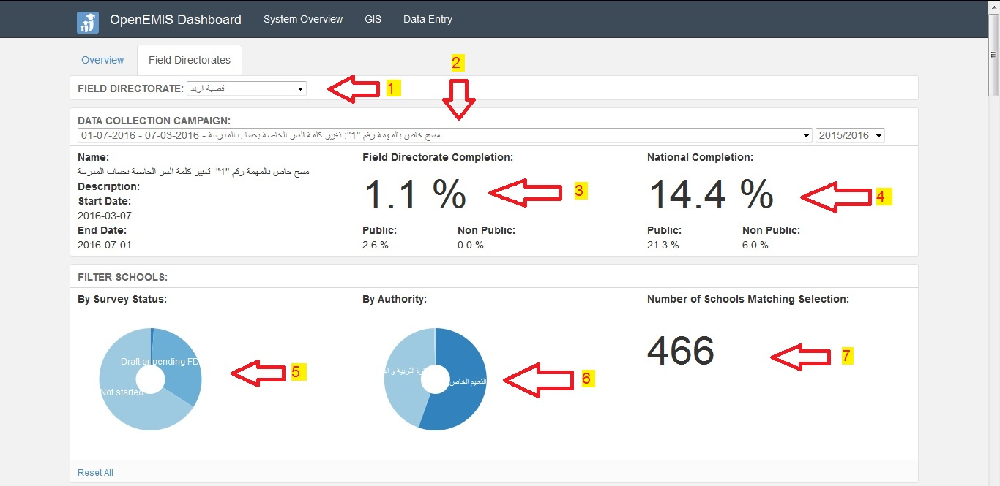 OpenEMIS Dashboard System Overview GIS Data Entry
Overview Field Directorates
2
FIELD DIRECTORATE: قصبة اربد
1
DATA COLLECTION CAMPAIGN:
مسح خاص بالمهمة رقم "1": تغيير كلمة السر الخاصة بحساب المدرسة - 01-07-2016 - 07-03-2016 2015/2016
Name:
مسح خاص بالمهمة رقم "1": تغيير كلمة السر الخاصة بحساب المدرسة
Description:
Start Date:
2016-03-07
End Date:
2016-07-01
Field Directorate Completion:
1.1 %
3
Public: Non Public:
2.6 % 0.0 %
National Completion:
14.4 %
4
Public: Non Public:
21.3 % 6.0 %
FILTER SCHOOLS:
By Survey Status:
Draft or pending FD
Not started
5
By Authority:
رة التربية و الت
التعليم الخاص
6
Number of Schools Matching Selection:
466
7
Reset All